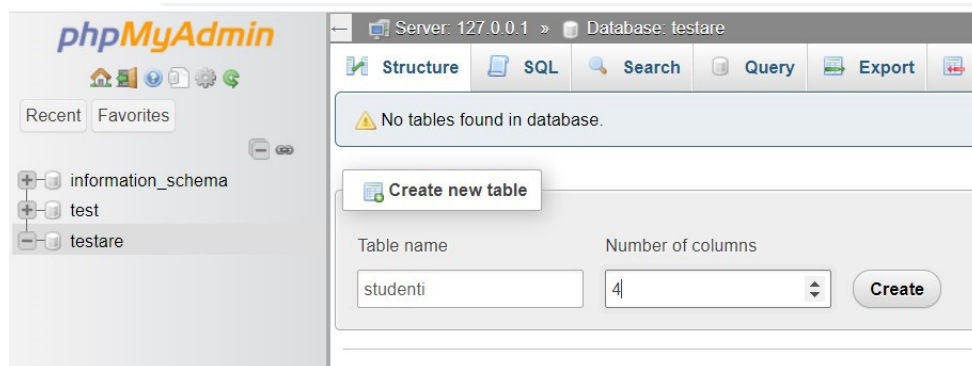 phpMyAdmin
Recent Favorites
information_schema
test
testare
Server: 127.0.0.1 » Database: testare
Structure SQL Search Query Export
No tables found in database.
Create new table
Table name Number of columns
studenti 4 Create